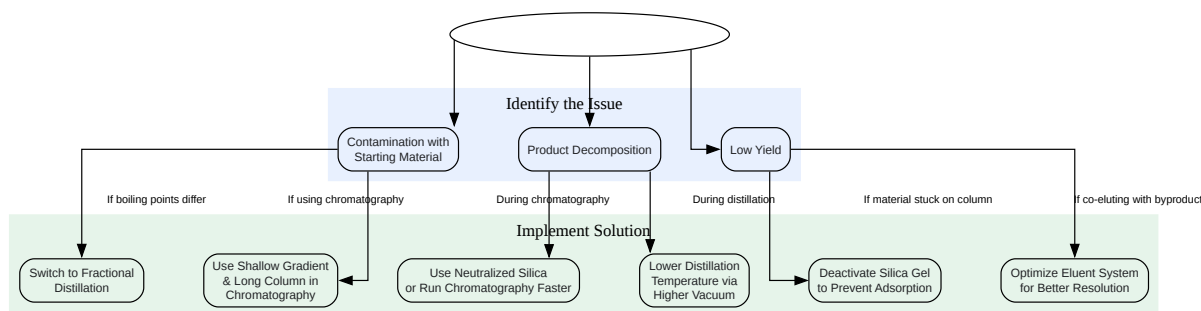 Identify the Issue
Contamination with
Starting Material
Product Decomposition
Low Yield
If boiling points differ
If using chromatography
During chromatography
During distillation
If material stuck on column
If co-eluting with byproduct
Implement Solution
Switch to Fractional
Distillation
Use Shallow Gradient
& Long Column in
Chromatography
Use Neutralized Silica
or Run Chromatography Faster
Lower Distillation
Temperature via
Higher Vacuum
Deactivate Silica Gel
to Prevent Adsorption
Optimize Eluent System
for Better Resolution